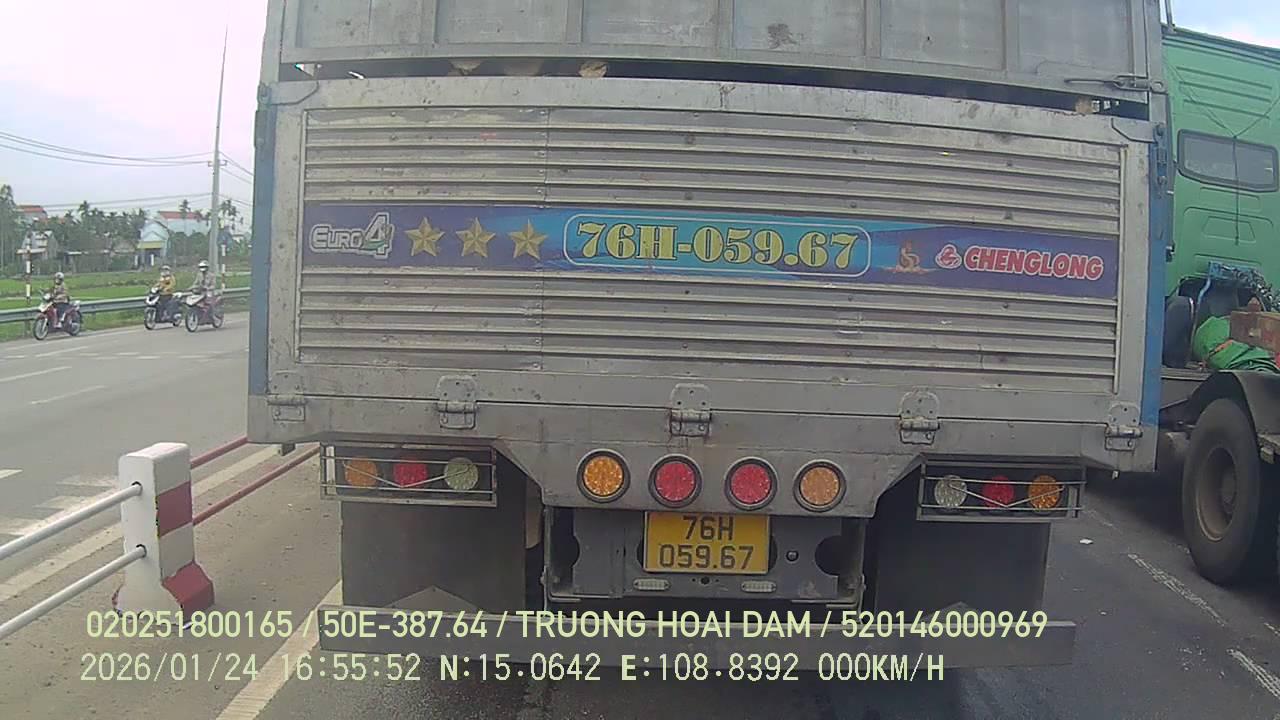 EURO4 76H-059.67 CHENGLONG
76H
059.67
020251800165 / 50E-387.64 / TRUONG HOAI DAM / 520146000969
2026/01/24 16:55:52 N:15.0642 E:108.8392 000KM/H